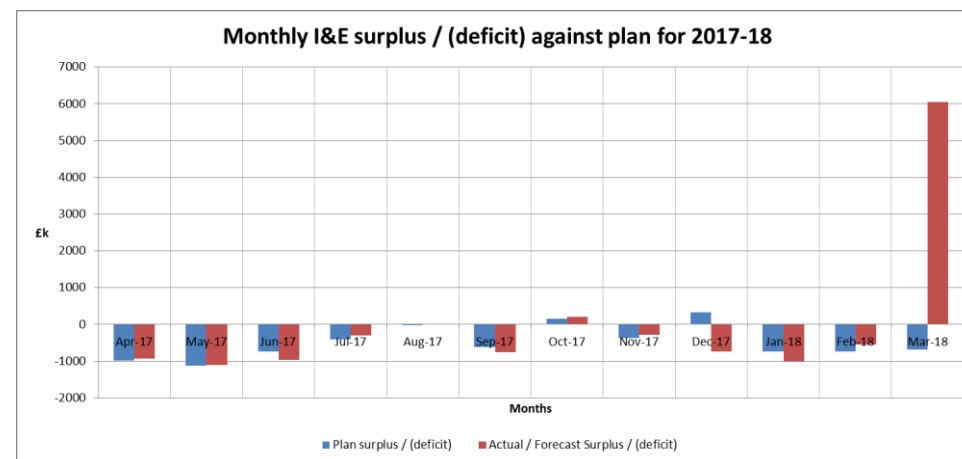 Monthly I&E surplus / (deficit) against plan for 2017-18
7000
6000
5000
4000
3000
2000
1000
0
-1000
-2000
£k
Apr-17 May-17 Jun-17 Jul-17 Aug-17 Sep-17 Oct-17 Nov-17 Dec-17 Jan-18 Feb-18 Mar-18
Months
Plan surplus / (deficit) Actual / Forecast Surplus / (deficit)